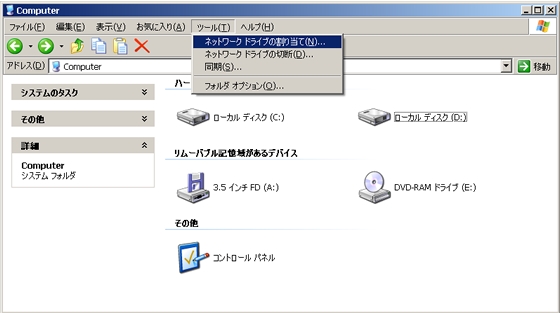 Computer
ファイル(F) 編集(E) 表示(V) お気に入り(A) ツール(T) ヘルプ(H)
ネットワーク ドライブの割り当て(N)...
ネットワーク ドライブの切断(D)...
同期(S)...
フォルダ オプション(O)...
アドレス(D) Computer 移動
システムのタスク
その他
詳細
Computer
システム フォルダ
ハー
ローカル ディスク (C:) ローカル ディスク (D:)
リムーバブル記憶域があるデバイス
3.5 インチ FD (A:) DVD-RAM ドライブ (E:)
その他
コントロール パネル